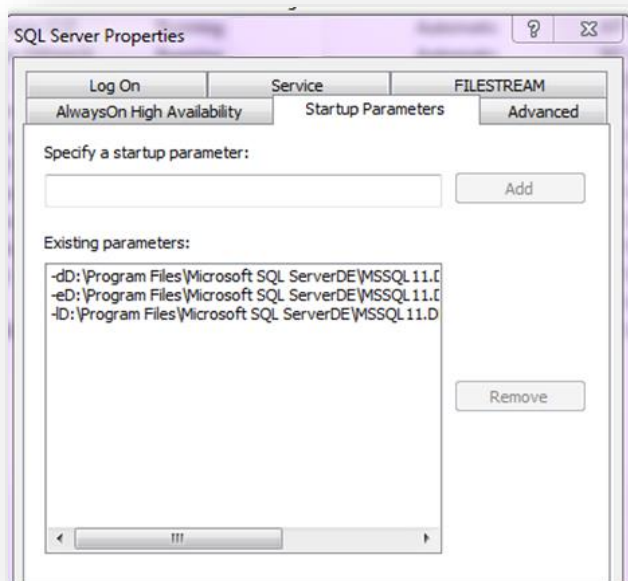 SQL Server Properties
Log On
Service
FILESTREAM
AlwaysOn High Availability
Startup Parameters
Advanced
Specify a startup parameter:
Add
Existing parameters:
-dD:\Program Files\Microsoft SQL ServerDE\MSSQL11.D
-eD:\Program Files\Microsoft SQL ServerDE\MSSQL11.D
-lD:\Program Files\Microsoft SQL ServerDE\MSSQL11.D
Remove